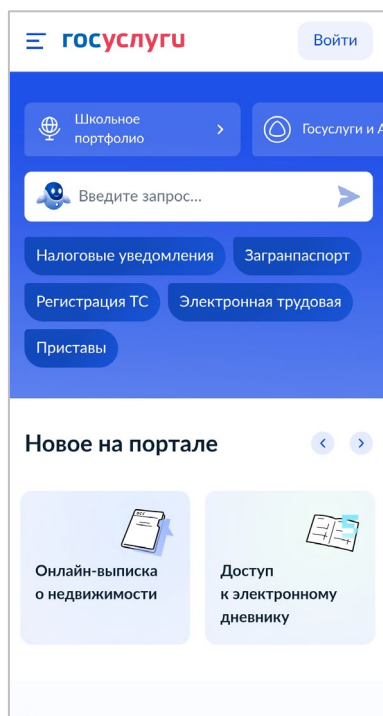 госуслуги
Войти
Школьное
портфолио
Госуслуги и А
Введите запрос...
Налоговые уведомления
Загранпаспорт
Регистрация ТС
Электронная трудовая
Приставы
Новое на портале
Онлайн-выписка
о недвижимости
Доступ
к электронному
дневнику